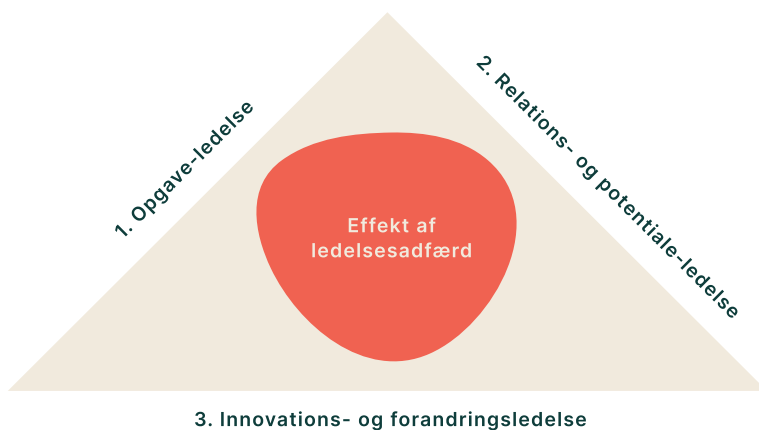 1. Opgave-ledelse
2. Relations- og potentiale-ledelse
Effekt af
ledelsesadfærd
3. Innovations- og forandringsledelse